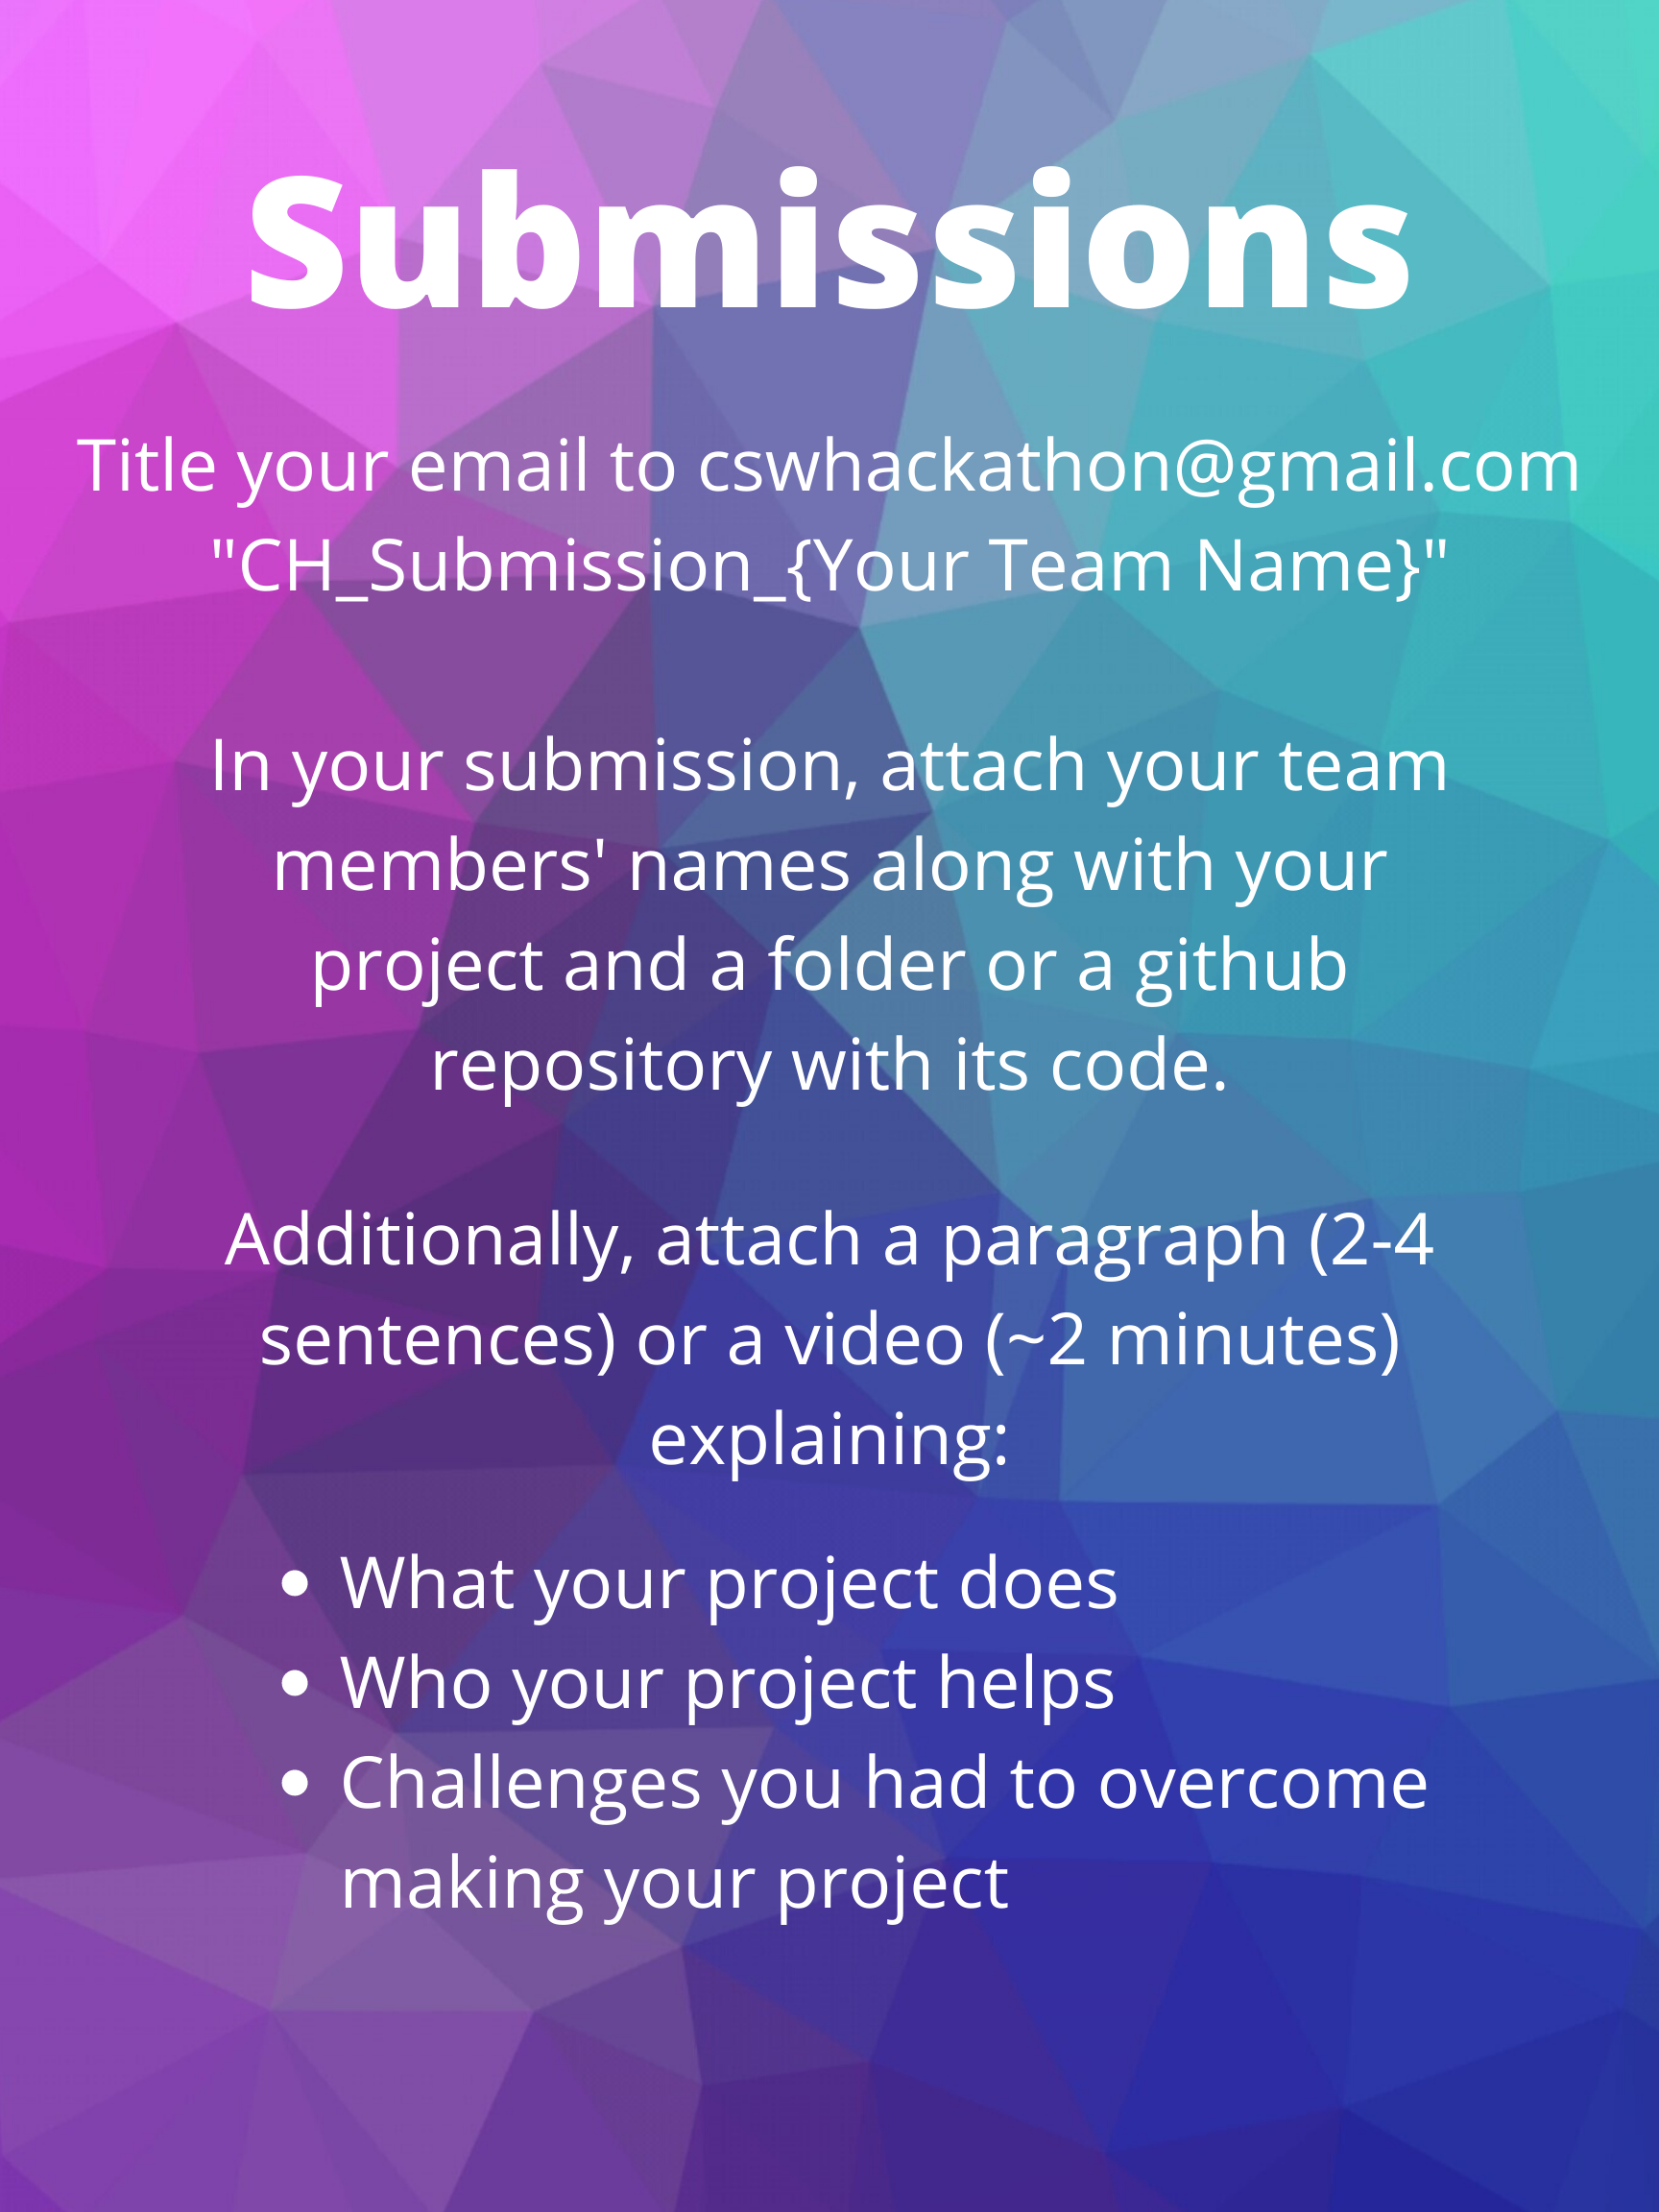 Submissions
Title your email to cswhackathon@gmail.com
"CH_Submission_{Your Team Name}"
In your submission, attach your team
members' names along with your
project and a folder or a github
repository with its code.
Additionally, attach a paragraph (2-4
sentences) or a video (~2 minutes)
explaining:
• What your project does
• Who your project helps
• Challenges you had to overcome
making your project